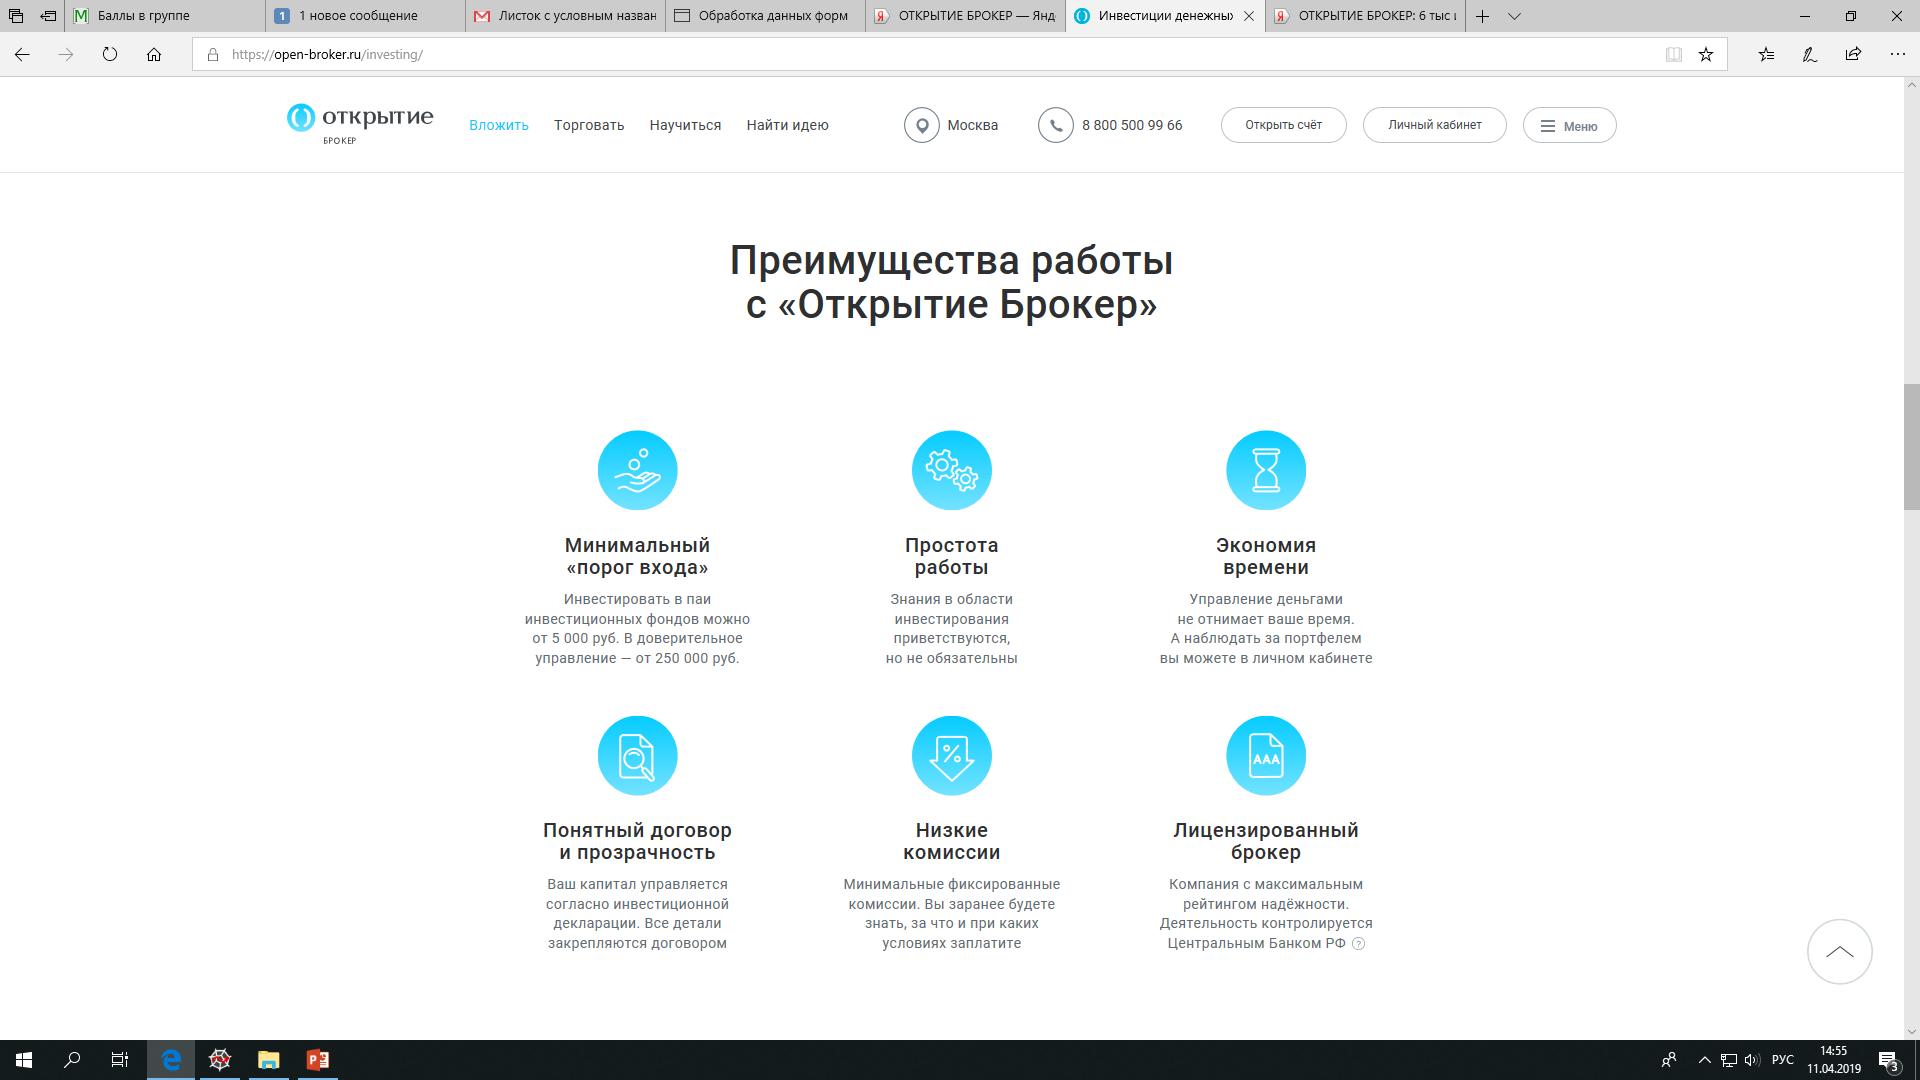 Баллы в группе
1 новое сообщение
Листок с условным назван
Обработка данных форм
ОТКРЫТИЕ БРОКЕР — Янд
Инвестиции денежных
ОТКРЫТИЕ БРОКЕР: 6 тыс
https://open-broker.ru/investing/
открытие
БРОКЕР
Вложить
Торговать
Научиться
Найти идею
Москва
8 800 500 99 66
Открыть счёт
Личный кабинет
Меню
Преимущества работы
с «Открытие Брокер»
Минимальный
«порог входа»
Инвестировать в паи
инвестиционных фондов можно
от 5 000 руб. В доверительное
управление — от 250 000 руб.
Простота
работы
Знания в области
инвестирования
приветствуются,
но не обязательны
Экономия
времени
Управление деньгами
не отнимает ваше время.
А наблюдать за портфелем
вы можете в личном кабинете
Понятный договор
и прозрачность
Ваш капитал управляется
согласно инвестиционной
декларации. Все детали
закрепляются договором
%
Низкие
комиссии
Минимальные фиксированные
комиссии. Вы заранее будете
знать, за что и при каких
условиях заплатите
AAA
Лицензированный
брокер
Компания с максимальным
рейтингом надёжности.
Деятельность контролируется
Центральным Банком РФ ?
РУС
14:55
11.04.2019
3